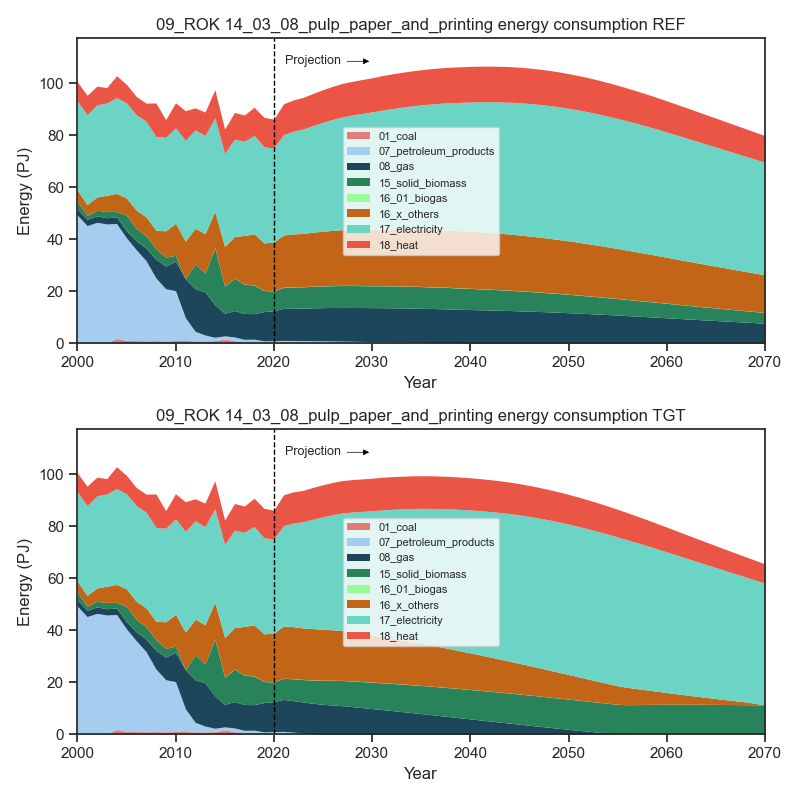 09_ROK 14_03_08_pulp_paper_and_printing energy consumption REF
Projection
100
80
60
40
20
0
Energy (PJ)
01_coal
07_petroleum_products
08_gas
15_solid_biomass
16_01_biogas
16_x_others
17_electricity
18_heat
2000 2010 2020 2030 2040 2050 2060 2070
Year
09_ROK 14_03_08_pulp_paper_and_printing energy consumption TGT
Projection
100
80
60
40
20
0
Energy (PJ)
01_coal
07_petroleum_products
08_gas
15_solid_biomass
16_01_biogas
16_x_others
17_electricity
18_heat
2000 2010 2020 2030 2040 2050 2060 2070
Year